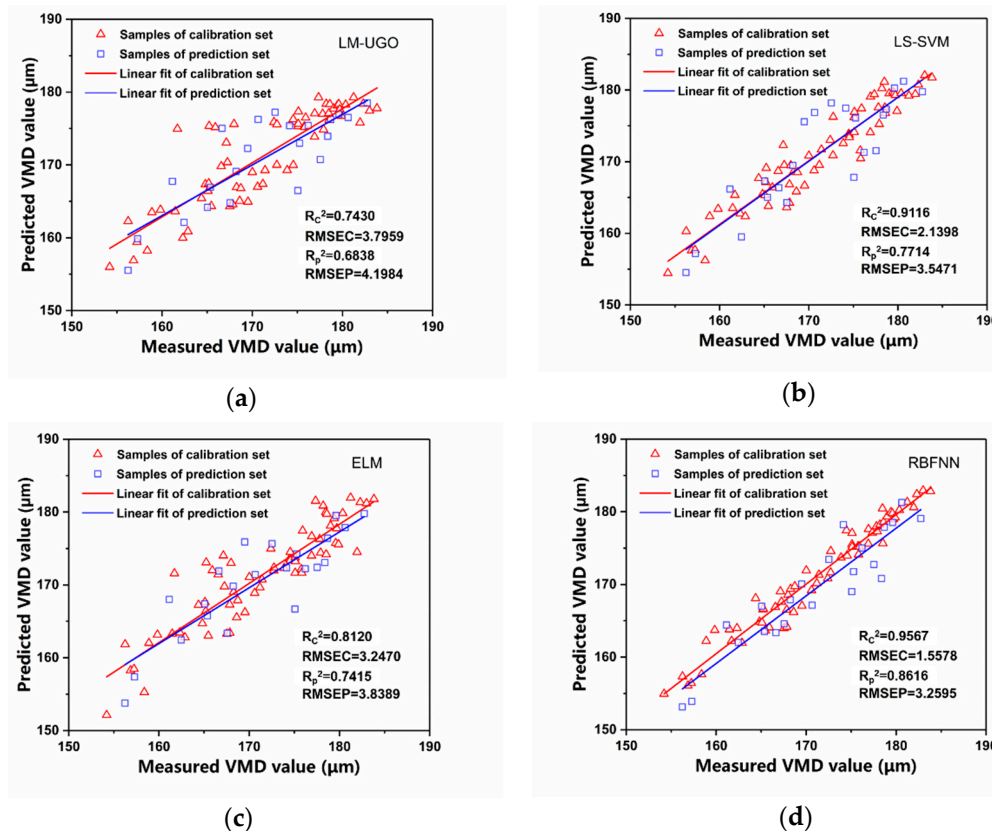 190
Samples of calibration set
LM-UGO
Samples of prediction set
Linear fit of calibration set
Linear fit of prediction set
180
170
160
150
Predicted VMD value (µm)
R_C²=0.7430
RMSEC=3.7959
R_p²=0.6838
RMSEP=4.1984
150 160 170 180 190
Measured VMD value (µm)
(a)
190
Samples of calibration set
LS-SVM
Samples of prediction set
Linear fit of calibration set
Linear fit of prediction set
180
170
160
150
Predicted VMD value (µm)
R_C²=0.9116
RMSEC=2.1398
R_p²=0.7714
RMSEP=3.5471
150 160 170 180 190
Measured VMD value (µm)
(b)
190
Samples of calibration set
ELM
Samples of prediction set
Linear fit of calibration set
Linear fit of prediction set
180
170
160
150
Predicted VMD value (µm)
R_C²=0.8120
RMSEC=3.2470
R_p²=0.7415
RMSEP=3.8389
150 160 170 180 190
Measured VMD value (µm)
(c)
190
Samples of calibration set
RBFNN
Samples of prediction set
Linear fit of calibration set
Linear fit of prediction set
180
170
160
150
Predicted VMD value (µm)
R_C²=0.9567
RMSEC=1.5578
R_p²=0.8616
RMSEP=3.2595
150 160 170 180 190
Measured VMD value (µm)
(d)